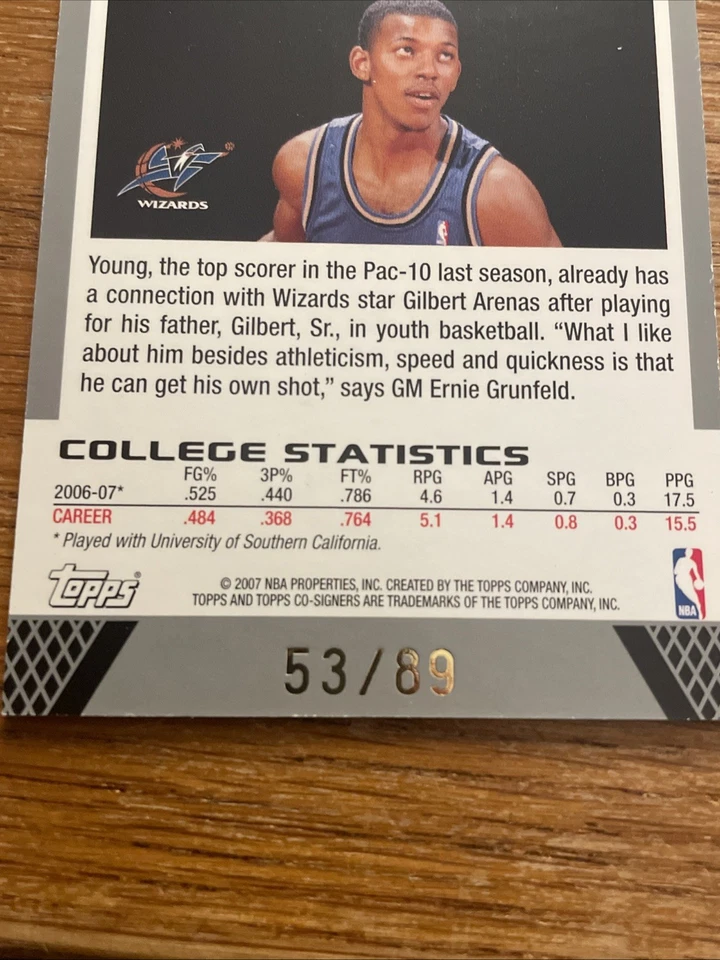 WIZARDS
Young, the top scorer in the Pac-10 last season, already has
a connection with Wizards star Gilbert Arenas after playing
for his father, Gilbert, Sr., in youth basketball. “What I like
about him besides athleticism, speed and quickness is that
he can get his own shot,” says GM Ernie Grunfeld.
COLLEGE STATISTICS
FG% 3P% FT% RPG APG SPG BPG PPG
2006-07* .525 .440 .786 4.6 1.4 0.7 0.3 17.5
CAREER .484 .368 .764 5.1 1.4 0.8 0.3 15.5
* Played with University of Southern California.
Topps®
© 2007 NBA PROPERTIES, INC. CREATED BY THE TOPPS COMPANY, INC.
TOPPS AND TOPPS CO-SIGNERS ARE TRADEMARKS OF THE TOPPS COMPANY, INC.
NBA
53/89